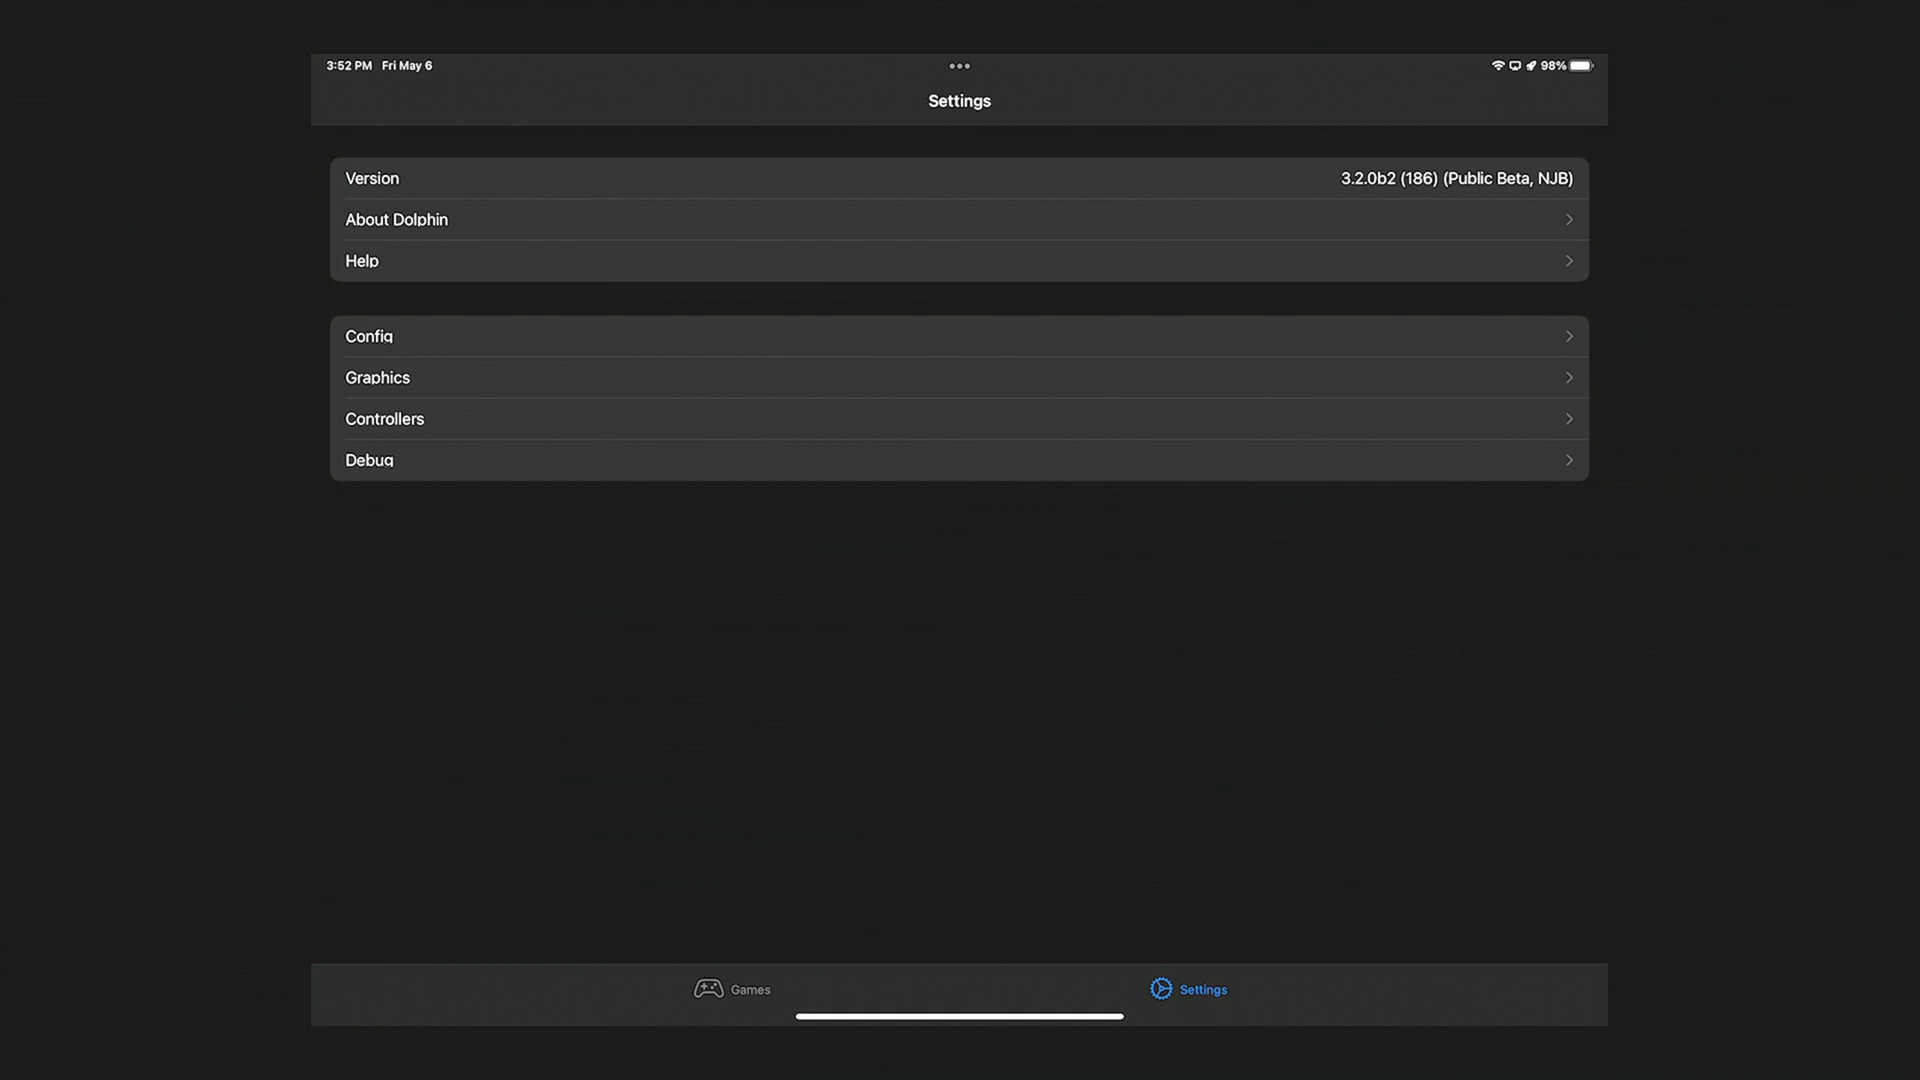 3:52 PM Fri May 6
98%
Settings
Version 3.2.0b2 (186) (Public Beta, NJB)
About Dolphin
Help
Config
Graphics
Controllers
Debug
Games
Settings